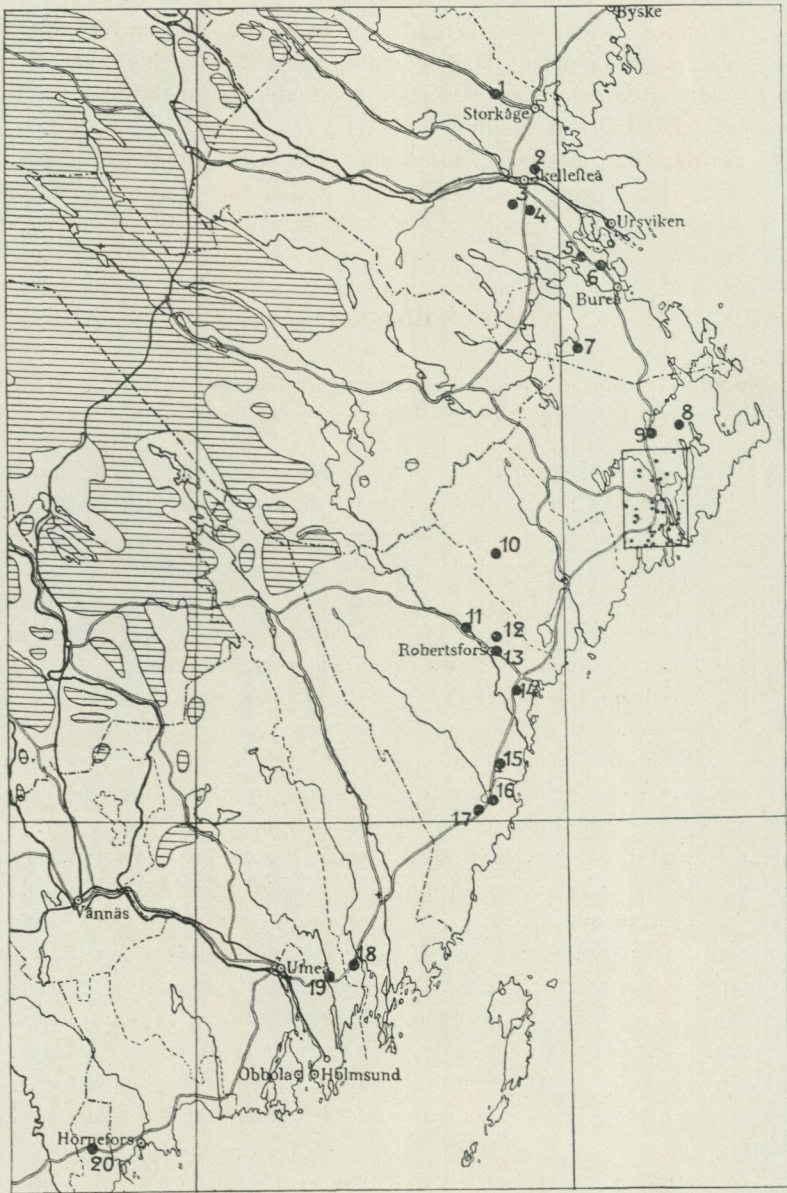 Byske
1
Storkåge
2
Skellefteå
3
4
Ursviken
5
6
Bureå
7
8
9
10
11
12
Robertsfors
13
14
15
16
17
Vännäs
18
Umeå
19
Obbola
Holmsund
Hörnefors
20